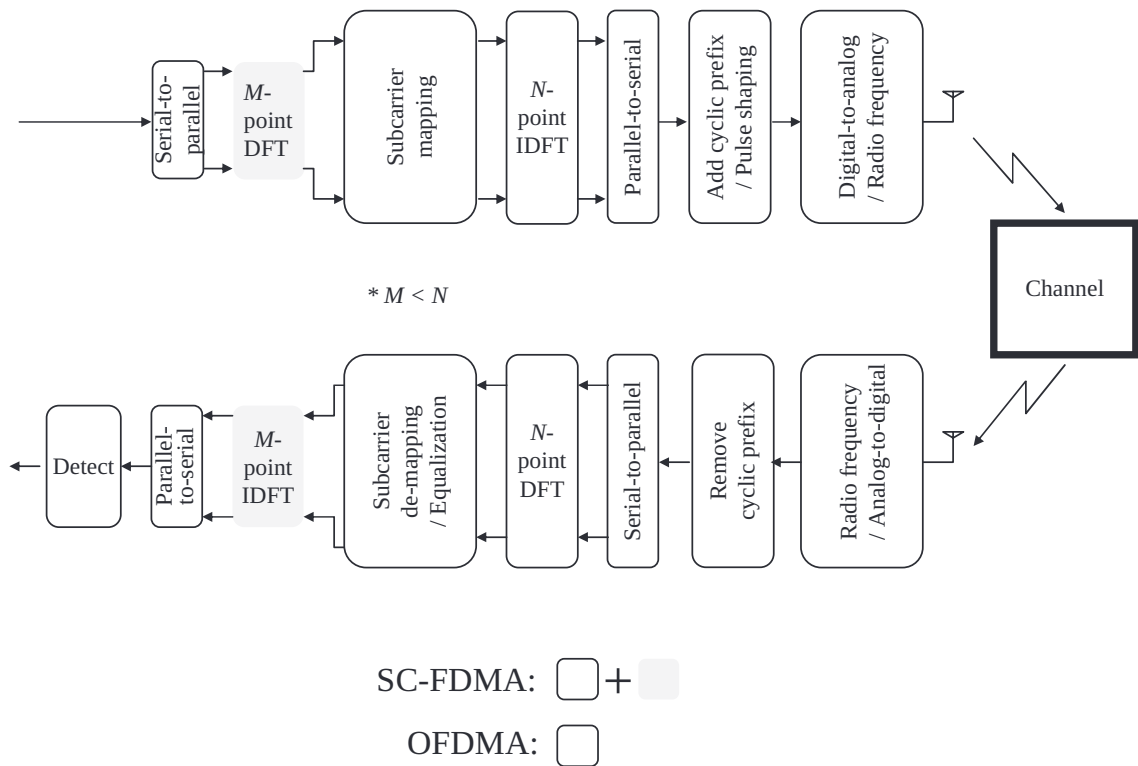 Serial-to-
parallel
M-
point
DFT
Subcarrier
mapping
N-
point
IDFT
Parallel-to-serial
Add cyclic prefix
/ Pulse shaping
Digital-to-analog
/ Radio frequency
* M < N
Channel
Detect
Parallel-
to-serial
M-
point
IDFT
Subcarrier
de-mapping
/ Equalization
N-
point
DFT
Serial-to-parallel
Remove
cyclic prefix
Radio frequency
/ Analog-to-digital
SC-FDMA: +
OFDMA: